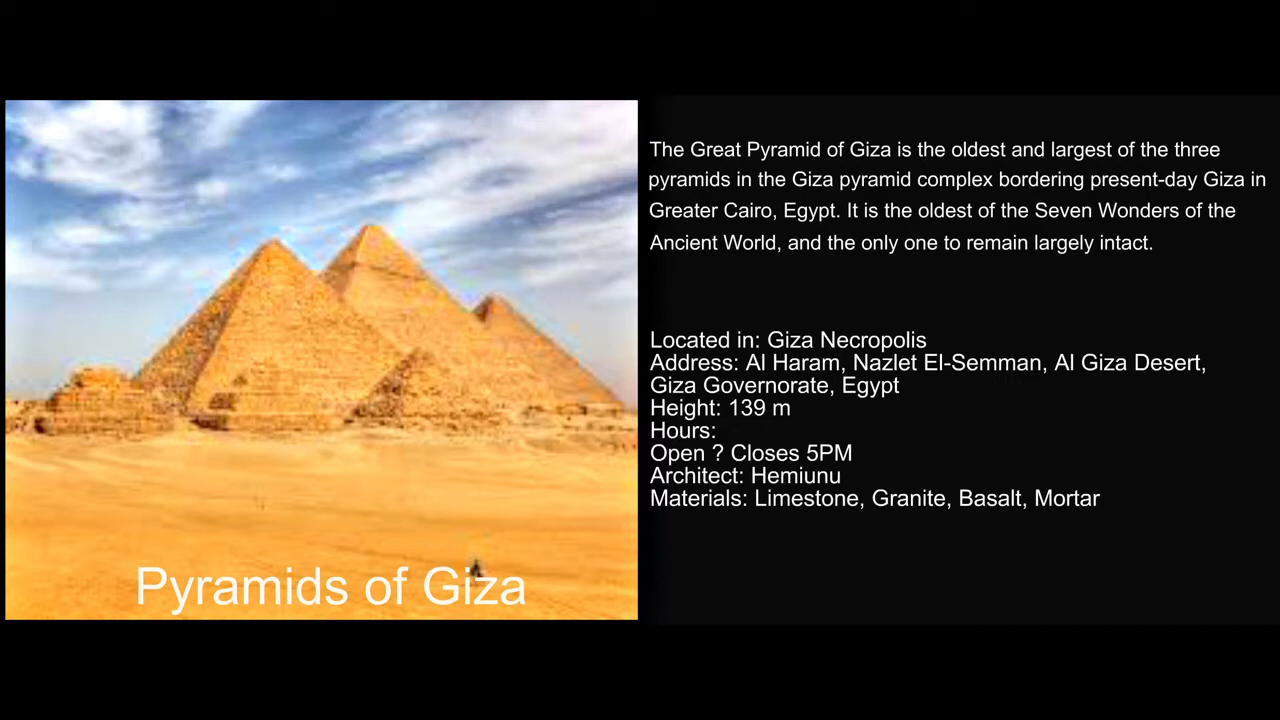 The Great Pyramid of Giza is the oldest and largest of the three
pyramids in the Giza pyramid complex bordering present-day Giza in
Greater Cairo, Egypt. It is the oldest of the Seven Wonders of the
Ancient World, and the only one to remain largely intact.
Located in: Giza Necropolis
Address: Al Haram, Nazlet El-Semman, Al Giza Desert,
Giza Governorate, Egypt
Height: 139 m
Hours:
Open ? Closes 5PM
Architect: Hemiunu
Materials: Limestone, Granite, Basalt, Mortar
Pyramids of Giza